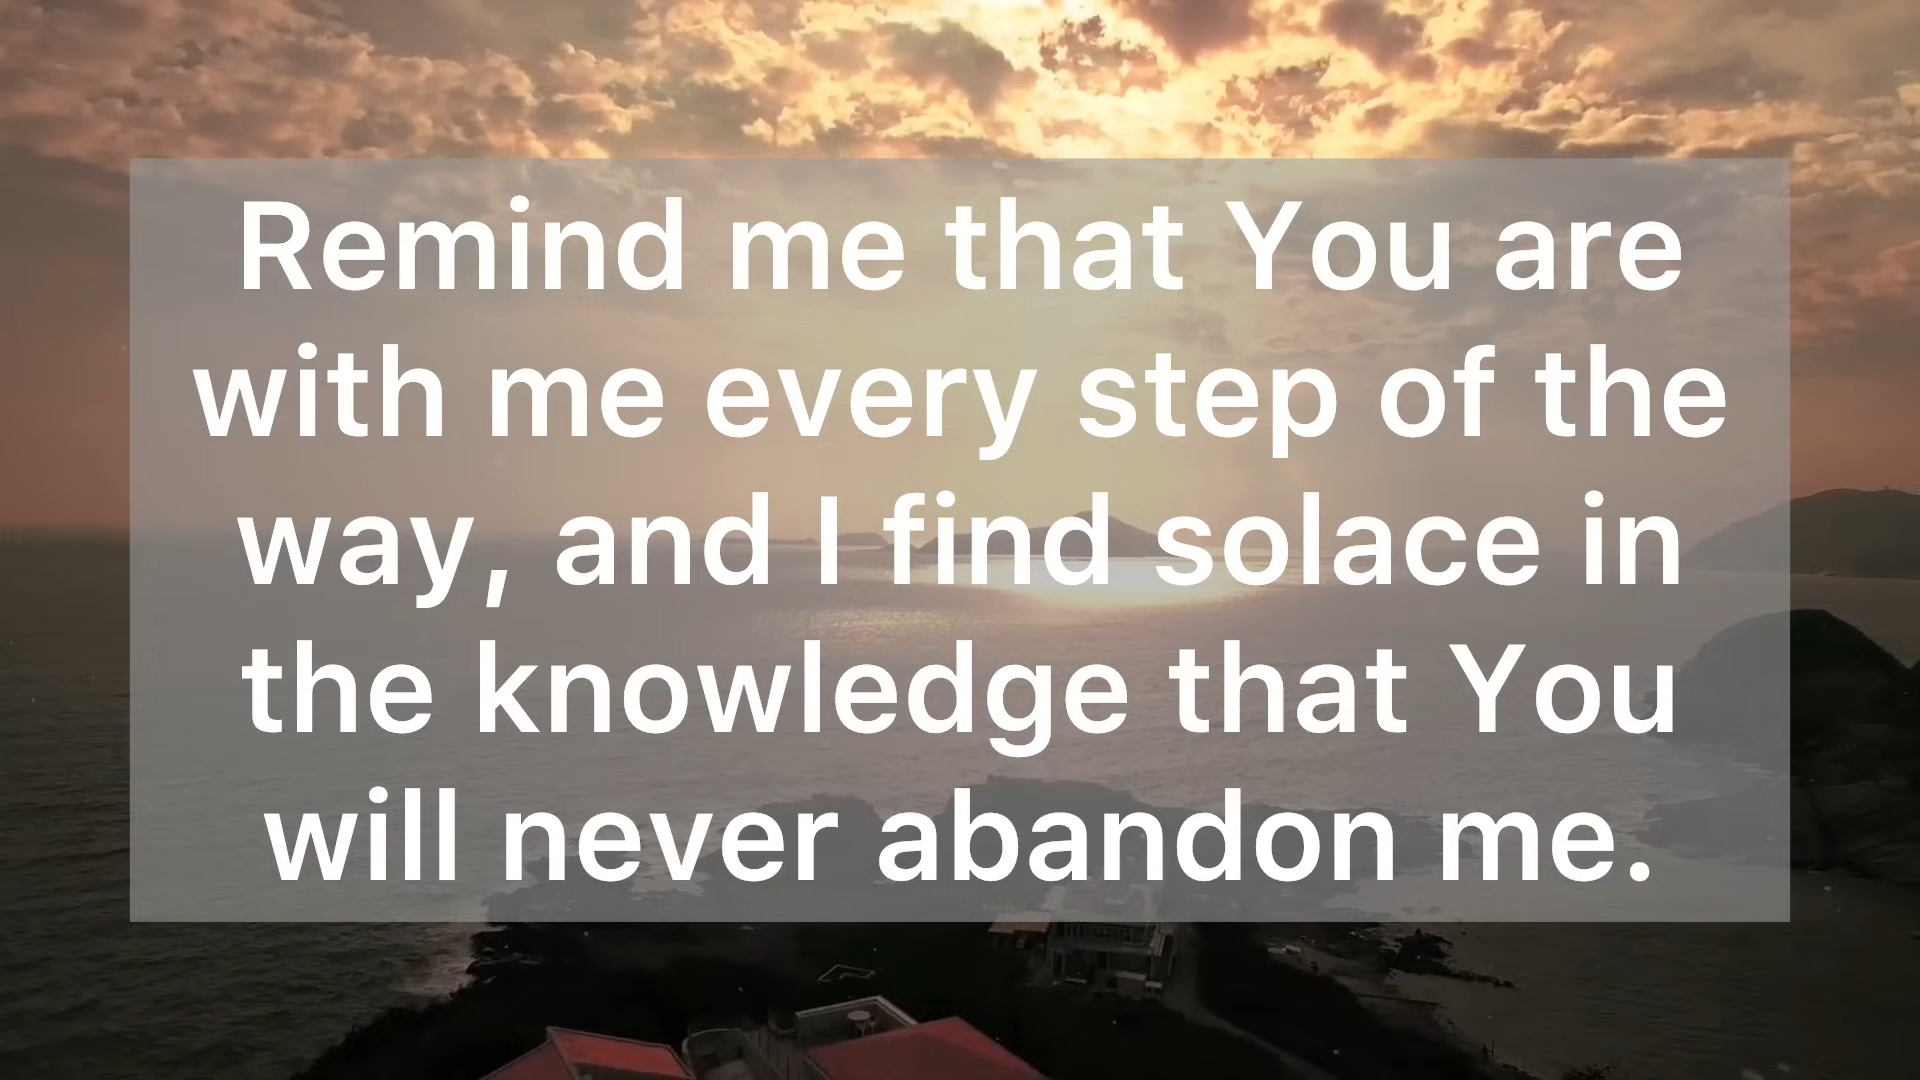 Remind me that You are
with me every step of the
way, and I find solace in
the knowledge that You
will never abandon me.